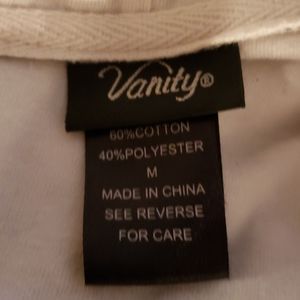 Vanity®
60%COTTON
40%POLYESTER
M
MADE IN CHINA
SEE REVERSE
FOR CARE